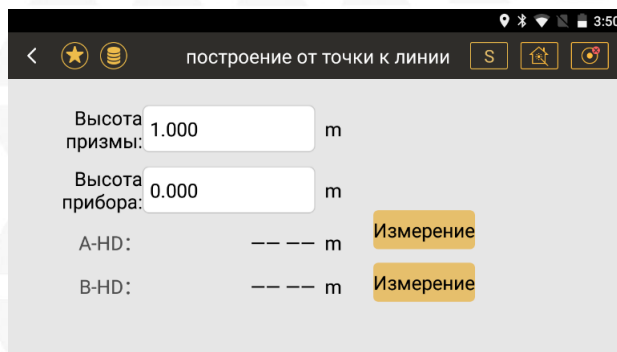 3:50
построение от точки к линии S
Высота призмы: 1.000 m
Высота прибора: 0.000 m
A-HD: -- -- m Измерение
B-HD: -- -- m Измерение